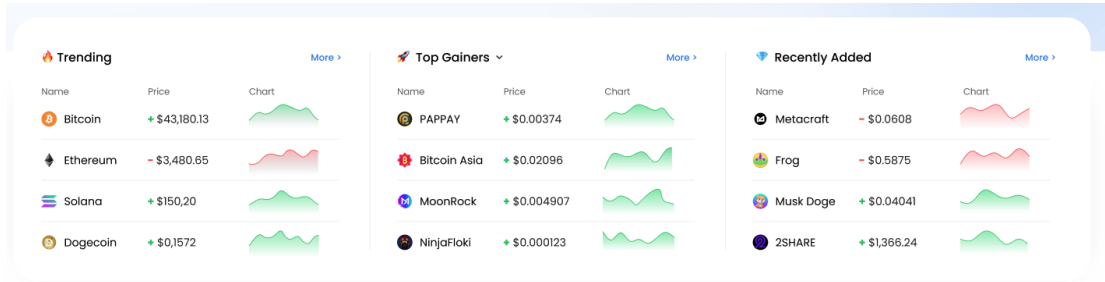 Trending
More >
Name Price Chart
Bitcoin + $43,180.13
Ethereum - $3,480.65
Solana + $150,20
Dogecoin + $0,1572
Top Gainers
More >
Name Price Chart
PAPPAY + $0.00374
Bitcoin Asia + $0.02096
MoonRock + $0.004907
NinjaFloki + $0.000123
Recently Added
More >
Name Price Chart
Metacraft - $0.0608
Frog - $0.5875
Musk Doge + $0.04041
2SHARE + $1,366.24